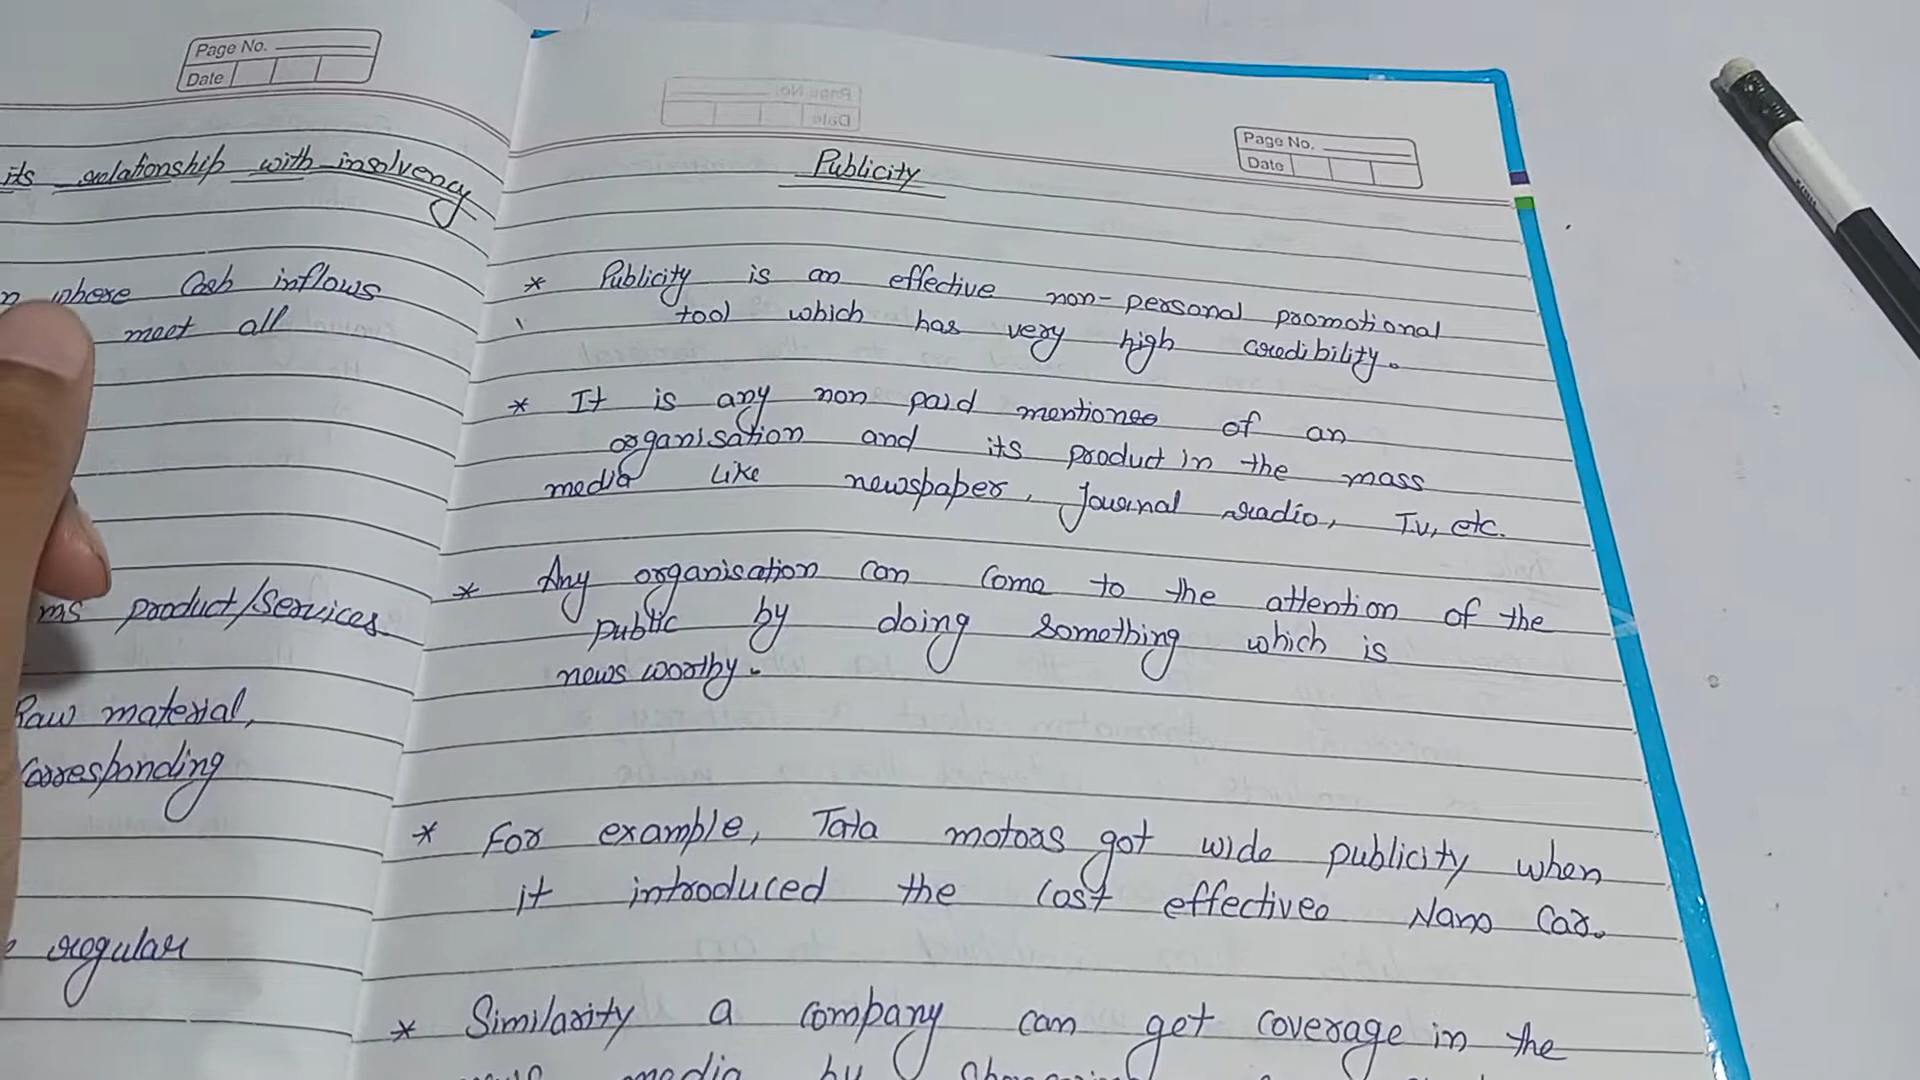 Page No.
Date
its relationship with insolvency
where Cash inflows
meet all
ms product/Services.
Raw material,
Corresponding
regular
Page No.
Date
Publicity
* Publicity is an effective non-personal promotional
tool which has very high credibility.
* It is any non paid mentione of an
organisation and its product in the mass
media like newspaper, Journal radio, Tv, etc.
* Any organisation can come to the attention of the
public by doing something which is
news worthy.
* For example, Tata motors got wide publicity when
it introduced the cost effective Nano Car.
* Similarity a company can get coverage in the
media by